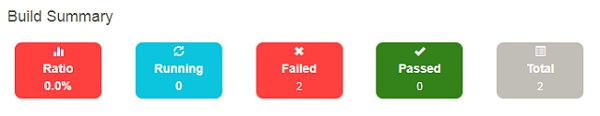 Build Summary
Ratio
0.0%
Running
0
Failed
2
Passed
0
Total
2